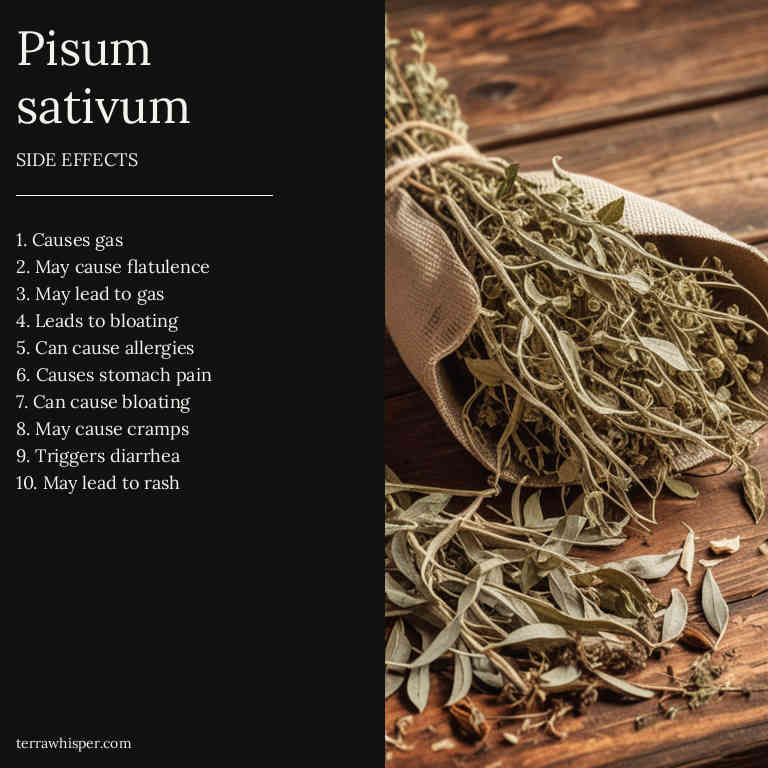 Pisum
sativum
SIDE EFFECTS
1. Causes gas
2. May cause flatulence
3. May lead to gas
4. Leads to bloating
5. Can cause allergies
6. Causes stomach pain
7. Can cause bloating
8. May cause cramps
9. Triggers diarrhea
10. May lead to rash
terrawhisper.com